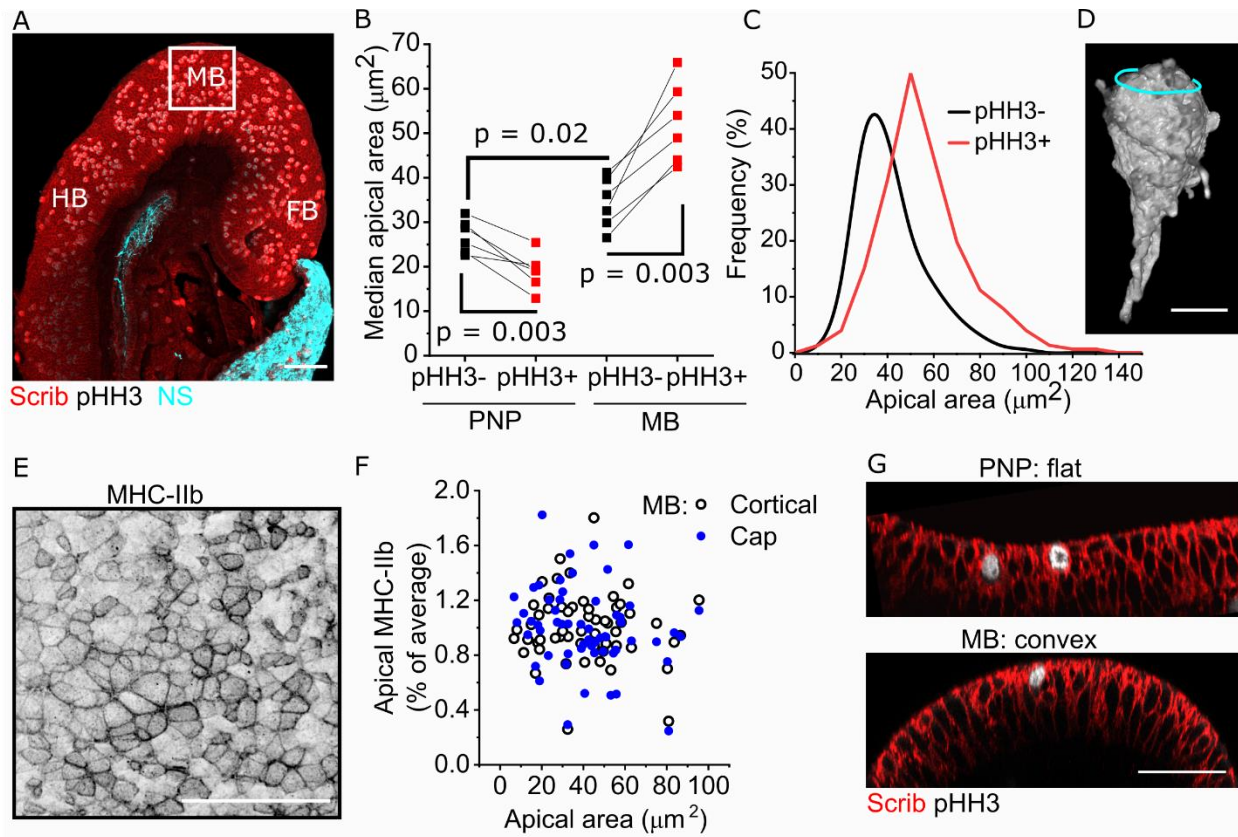 A
MB
HB
FB
Scrib pHH3 NS
B
Median apical area (μm2)
70
60
50
40
30
20
10
0
p = 0.02
p = 0.003
p = 0.003
pHH3- pHH3+ pHH3- pHH3+
PNP MB
C
Frequency (%)
50
40
30
20
10
0
pHH3-
pHH3+
0 20 40 60 80 100 120 140
Apical area (μm2)
D
E
MHC-IIb
F
Apical MHC-IIb
(% of average)
2.0
1.6
1.2
0.8
0.4
0.0
MB: Cortical
Cap
0 20 40 60 80 100
Apical area (μm2)
G
PNP: flat
MB: convex
Scrib pHH3